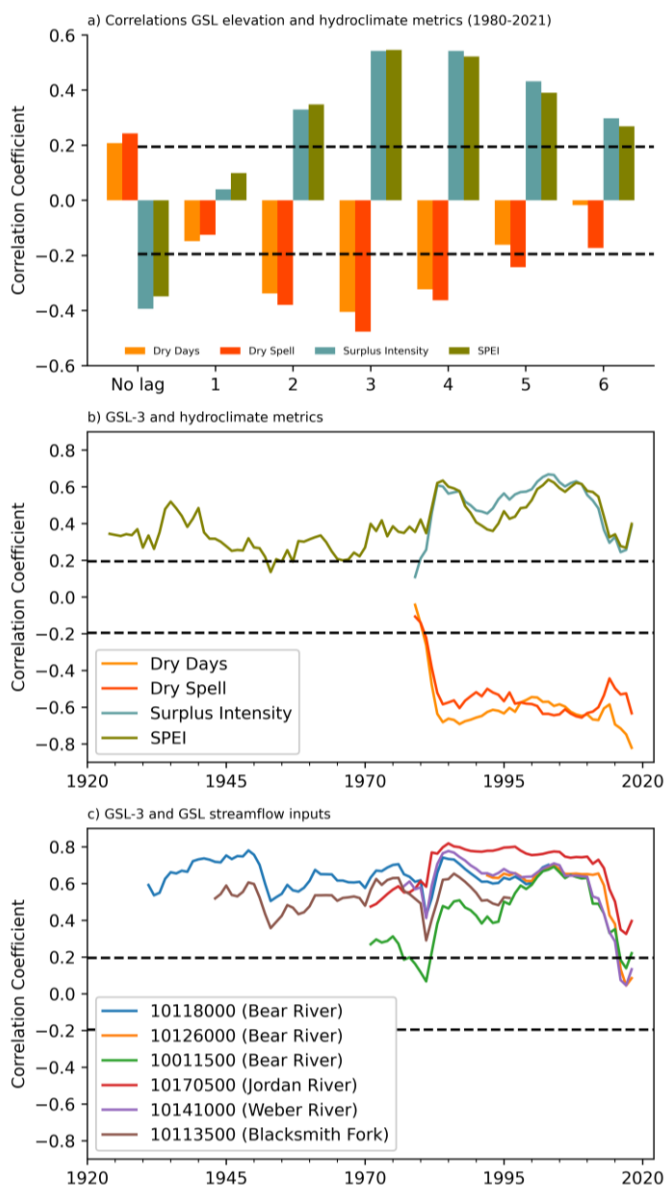 a) Correlations GSL elevation and hydroclimate metrics (1980-2021)
0.6
0.4
0.2
0.0
−0.2
−0.4
−0.6
Correlation Coefficient
Dry Days Dry Spell Surplus Intensity SPEI
No lag 1 2 3 4 5 6
b) GSL-3 and hydroclimate metrics
0.8
0.6
0.4
0.2
0.0
−0.2
−0.4
−0.6
−0.8
Correlation Coefficient
Dry Days
Dry Spell
Surplus Intensity
SPEI
1920 1945 1970 1995 2020
c) GSL-3 and GSL streamflow inputs
0.8
0.6
0.4
0.2
0.0
−0.2
−0.4
−0.6
−0.8
Correlation Coefficient
10118000 (Bear River)
10126000 (Bear River)
10011500 (Bear River)
10170500 (Jordan River)
10141000 (Weber River)
10113500 (Blacksmith Fork)
1920 1945 1970 1995 2020